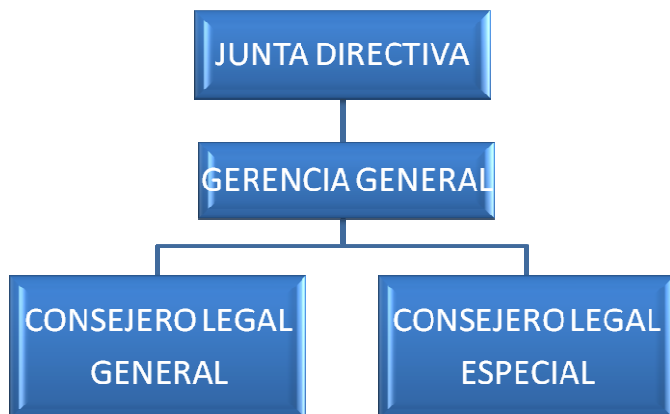 JUNTA DIRECTIVA
GERENCIA GENERAL
CONSEJERO LEGAL
GENERAL
CONSEJERO LEGAL
ESPECIAL